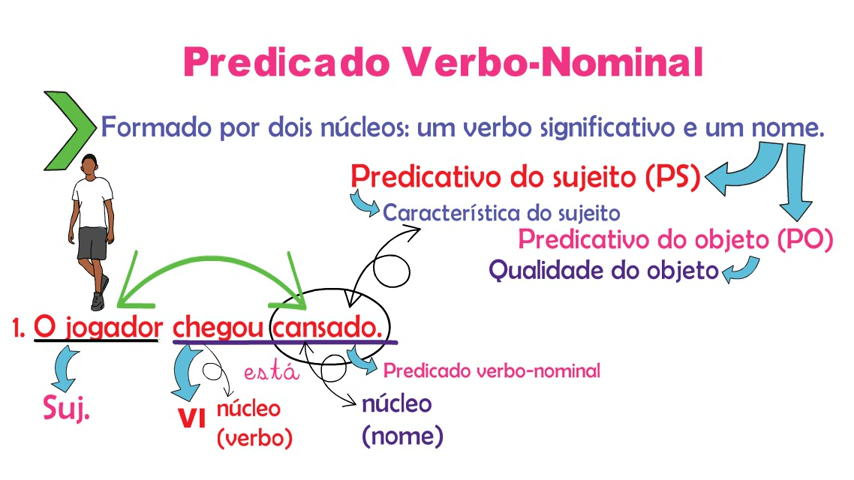 Predicado Verbo-Nominal
Formado por dois núcleos: um verbo significativo e um nome.
Predicativo do sujeito (PS)
Característica do sujeito
Predicativo do objeto (PO)
Qualidade do objeto
1. O jogador chegou cansado.
está
Predicado verbo-nominal
Suj.
VI núcleo
(verbo)
núcleo
(nome)